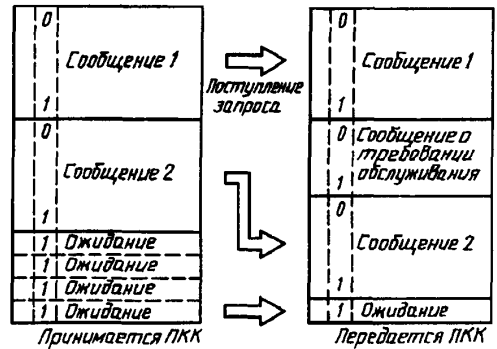 0
Сообщение 1
1
0
Сообщение 2
1
1 Ожидание
1 Ожидание
1 Ожидание
1 Ожидание
Принимается ПКК
Поступление
запроса
0
Сообщение 1
1
0 Сообщение о
требовании
1 обслуживания
0
Сообщение 2
1
1 Ожидание
Передается ПКК